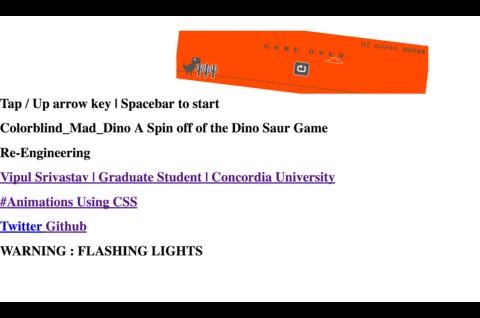 HI 00044 00044
GAME OVER
Tap / Up arrow key | Spacebar to start
Colorblind_Mad_Dino A Spin off of the Dino Saur Game
Re-Engineering
Vipul Srivastav | Graduate Student | Concordia University
#Animations Using CSS
Twitter Github
WARNING : FLASHING LIGHTS